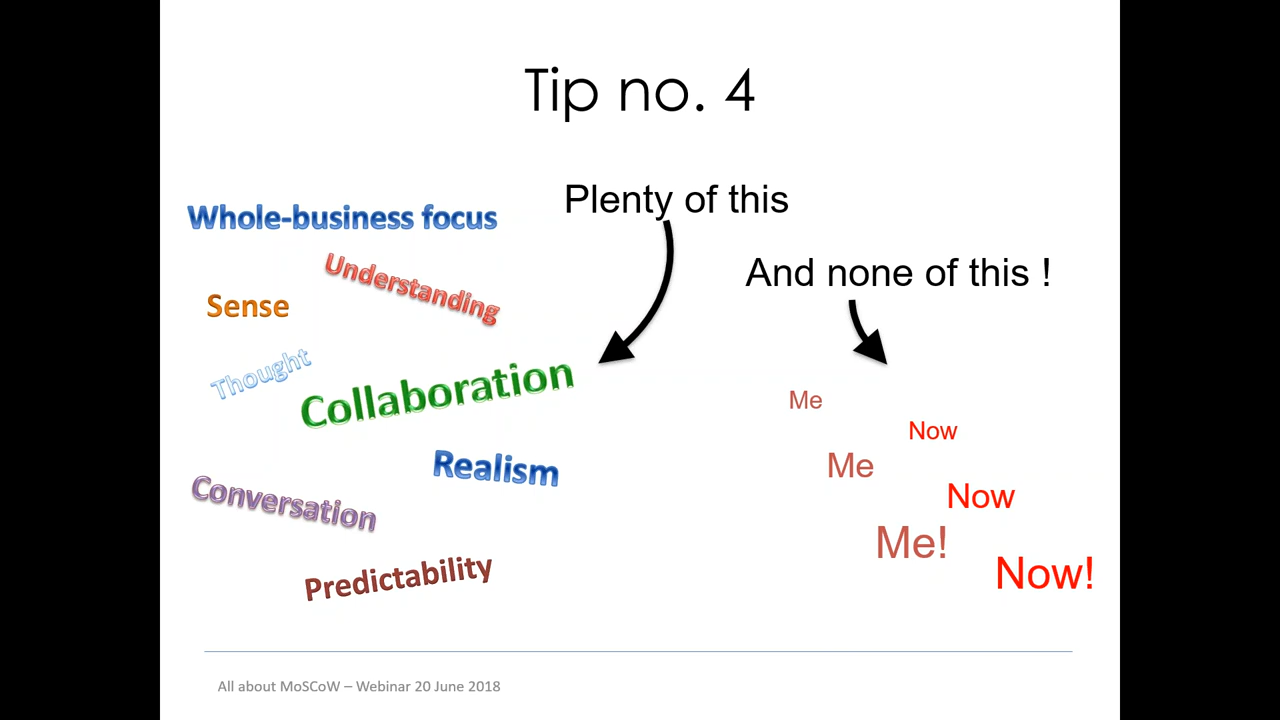 Tip no. 4
Plenty of this
Whole-business focus
And none of this !
Understanding
Sense
Thought
Collaboration
Me
Now
Realism
Me
Conversation
Now
Me!
Predictability
Now!
All about MoSCoW – Webinar 20 June 2018